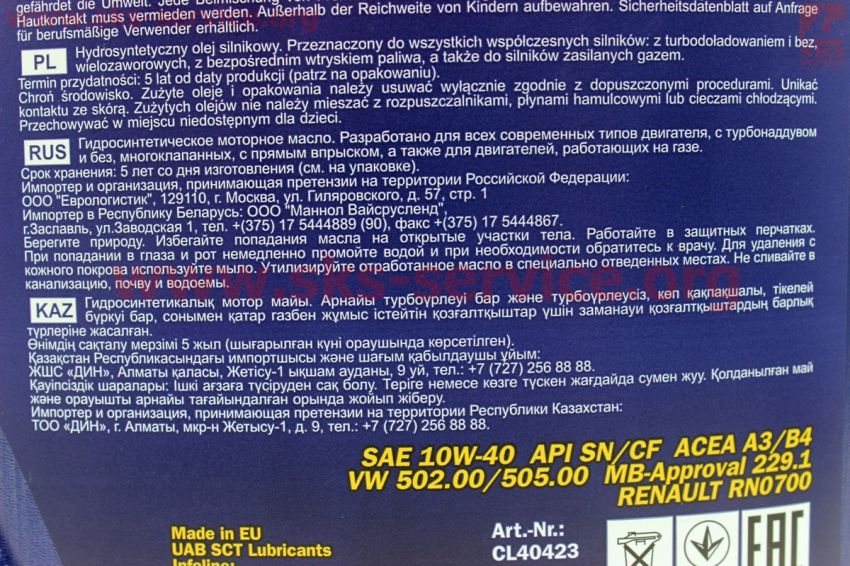 gefährdet die Umwelt. Jede Beimischung von
Hautkontakt muss vermieden werden. Außerhalb der Reichweite von Kindern aufbewahren. Sicherheitsdatenblatt auf Anfrage
für berufsmäßige Verwender erhältlich.
PL Hydrosyntetyczny olej silnikowy. Przeznaczony do wszystkich współczesnych silników: z turbodoładowaniem i bez,
wielozaworowych, z bezpośrednim wtryskiem paliwa, a także do silników zasilanych gazem.
Termin przydatności: 5 lat od daty produkcji (patrz na opakowaniu).
Chroń środowisko. Zużyte oleje i opakowania należy usuwać wyłącznie zgodnie z dopuszczonymi procedurami. Unikać
kontaktu ze skórą. Zużytych olejów nie należy mieszać z rozpuszczalnikami, płynami hamulcowymi lub cieczami chłodzącymi.
Przechowywać w miejscu niedostępnym dla dzieci.
RUS Гидросинтетическое моторное масло. Разработано для всех современных типов двигателя, с турбонаддувом
и без, многоклапанных, с прямым впрыском, а также для двигателей, работающих на газе.
Срок хранения: 5 лет со дня изготовления (см. на упаковке).
Импортер и организация, принимающая претензии на территории Российской Федерации:
ООО "Еврологистик", 129110, г. Москва, ул. Гиляровского, д. 57, стр. 1
Импортер в Республику Беларусь: ООО "Маннол Вайсрусленд",
г.Заславль, ул.Заводская 1, тел. +(375) 17 5444889 (90), факс +(375) 17 5444867.
Берегите природу. Избегайте попадания масла на открытые участки тела. Работайте в защитных перчатках.
При попадании в глаза и рот немедленно промойте водой и при необходимости обратитесь к врачу. Для удаления с
кожного покрова используйте мыло. Утилизируйте отработанное масло в специально отведенных местах. Не сливайте в
канализацию, почву и водоемы.
www.sks-service.org
KAZ Гидросинтетикалық мотор майы. Арнайы турбоүрлеуі бар және турбоүрлеусіз, көп қақпақшалы, тікелей
бүркуі бар, сонымен қатар газбен жұмыс істейтін қозғалтқыштар үшін заманауи қозғалтқыштардың барлық
түрлеріне жасалған.
Өнімдің сақталу мерзімі 5 жыл (шығарылған күні орауышында көрсетілген).
Қазақстан Республикасындағы импортшысы және шағым қабылдаушы ұйым:
ЖШС «ДИН», Алматы қаласы, Жетісу-1 ықшам ауданы, 9 үй, тел.: +7 (727) 256 88 88.
Қауіпсіздік шаралары: Ішкі ағзаға түсіруден сақ болу. Теріге немесе көзге түскен жағдайда сумен жуу. Қолданылған май
және орауышты арнайы тағайындалған орында жойып жіберу.
Импортер и организация, принимающая претензии на территории Республики Казахстан:
ТОО «ДИН», г. Алматы, мкр-н Жетысу-1, д. 9, тел.: +7 (727) 256 88 88.
SAE 10W-40 API SN/CF ACEA A3/B4
VW 502.00/505.00 MB-Approval 229.1
RENAULT RN0700
Made in EU
UAB SCT Lubricants
Infoline:
Art.-Nr.:
CL40423
EAC